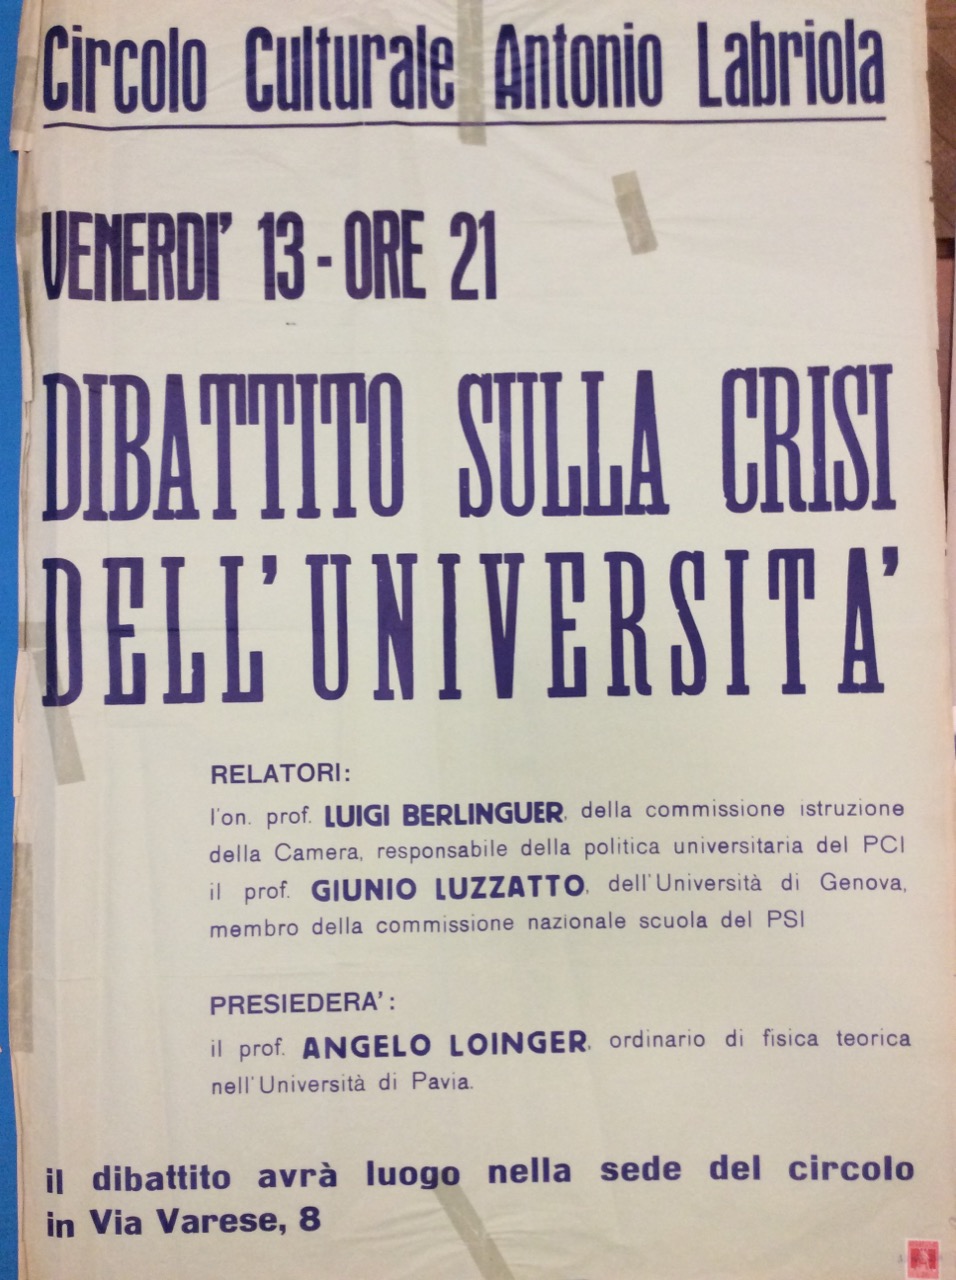 Circolo Culturale Antonio Labriola
VENERDI' 13 - ORE 21
DIBATTITO SULLA CRISI
DELL'UNIVERSITA'
RELATORI:
l'on. prof. LUIGI BERLINGUER, della commissione istruzione
della Camera, responsabile della politica universitaria del PCI
il prof. GIUNIO LUZZATTO, dell'Università di Genova,
membro della commissione nazionale scuola del PSI
PRESIEDERA':
il prof. ANGELO LOINGER, ordinario di fisica teorica
nell'Università di Pavia.
il dibattito avrà luogo nella sede del circolo
in Via Varese, 8